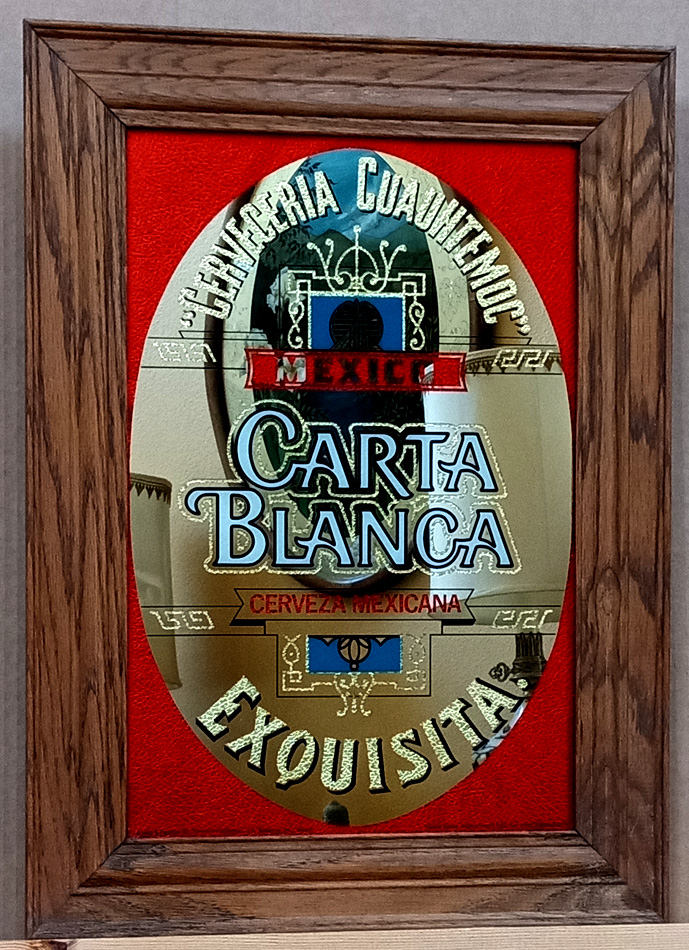 "CERVECERIA CUAUHTEMOC"
MEXICO
CARTA
BLANCA
CERVEZA MEXICANA
EXQUISITA.